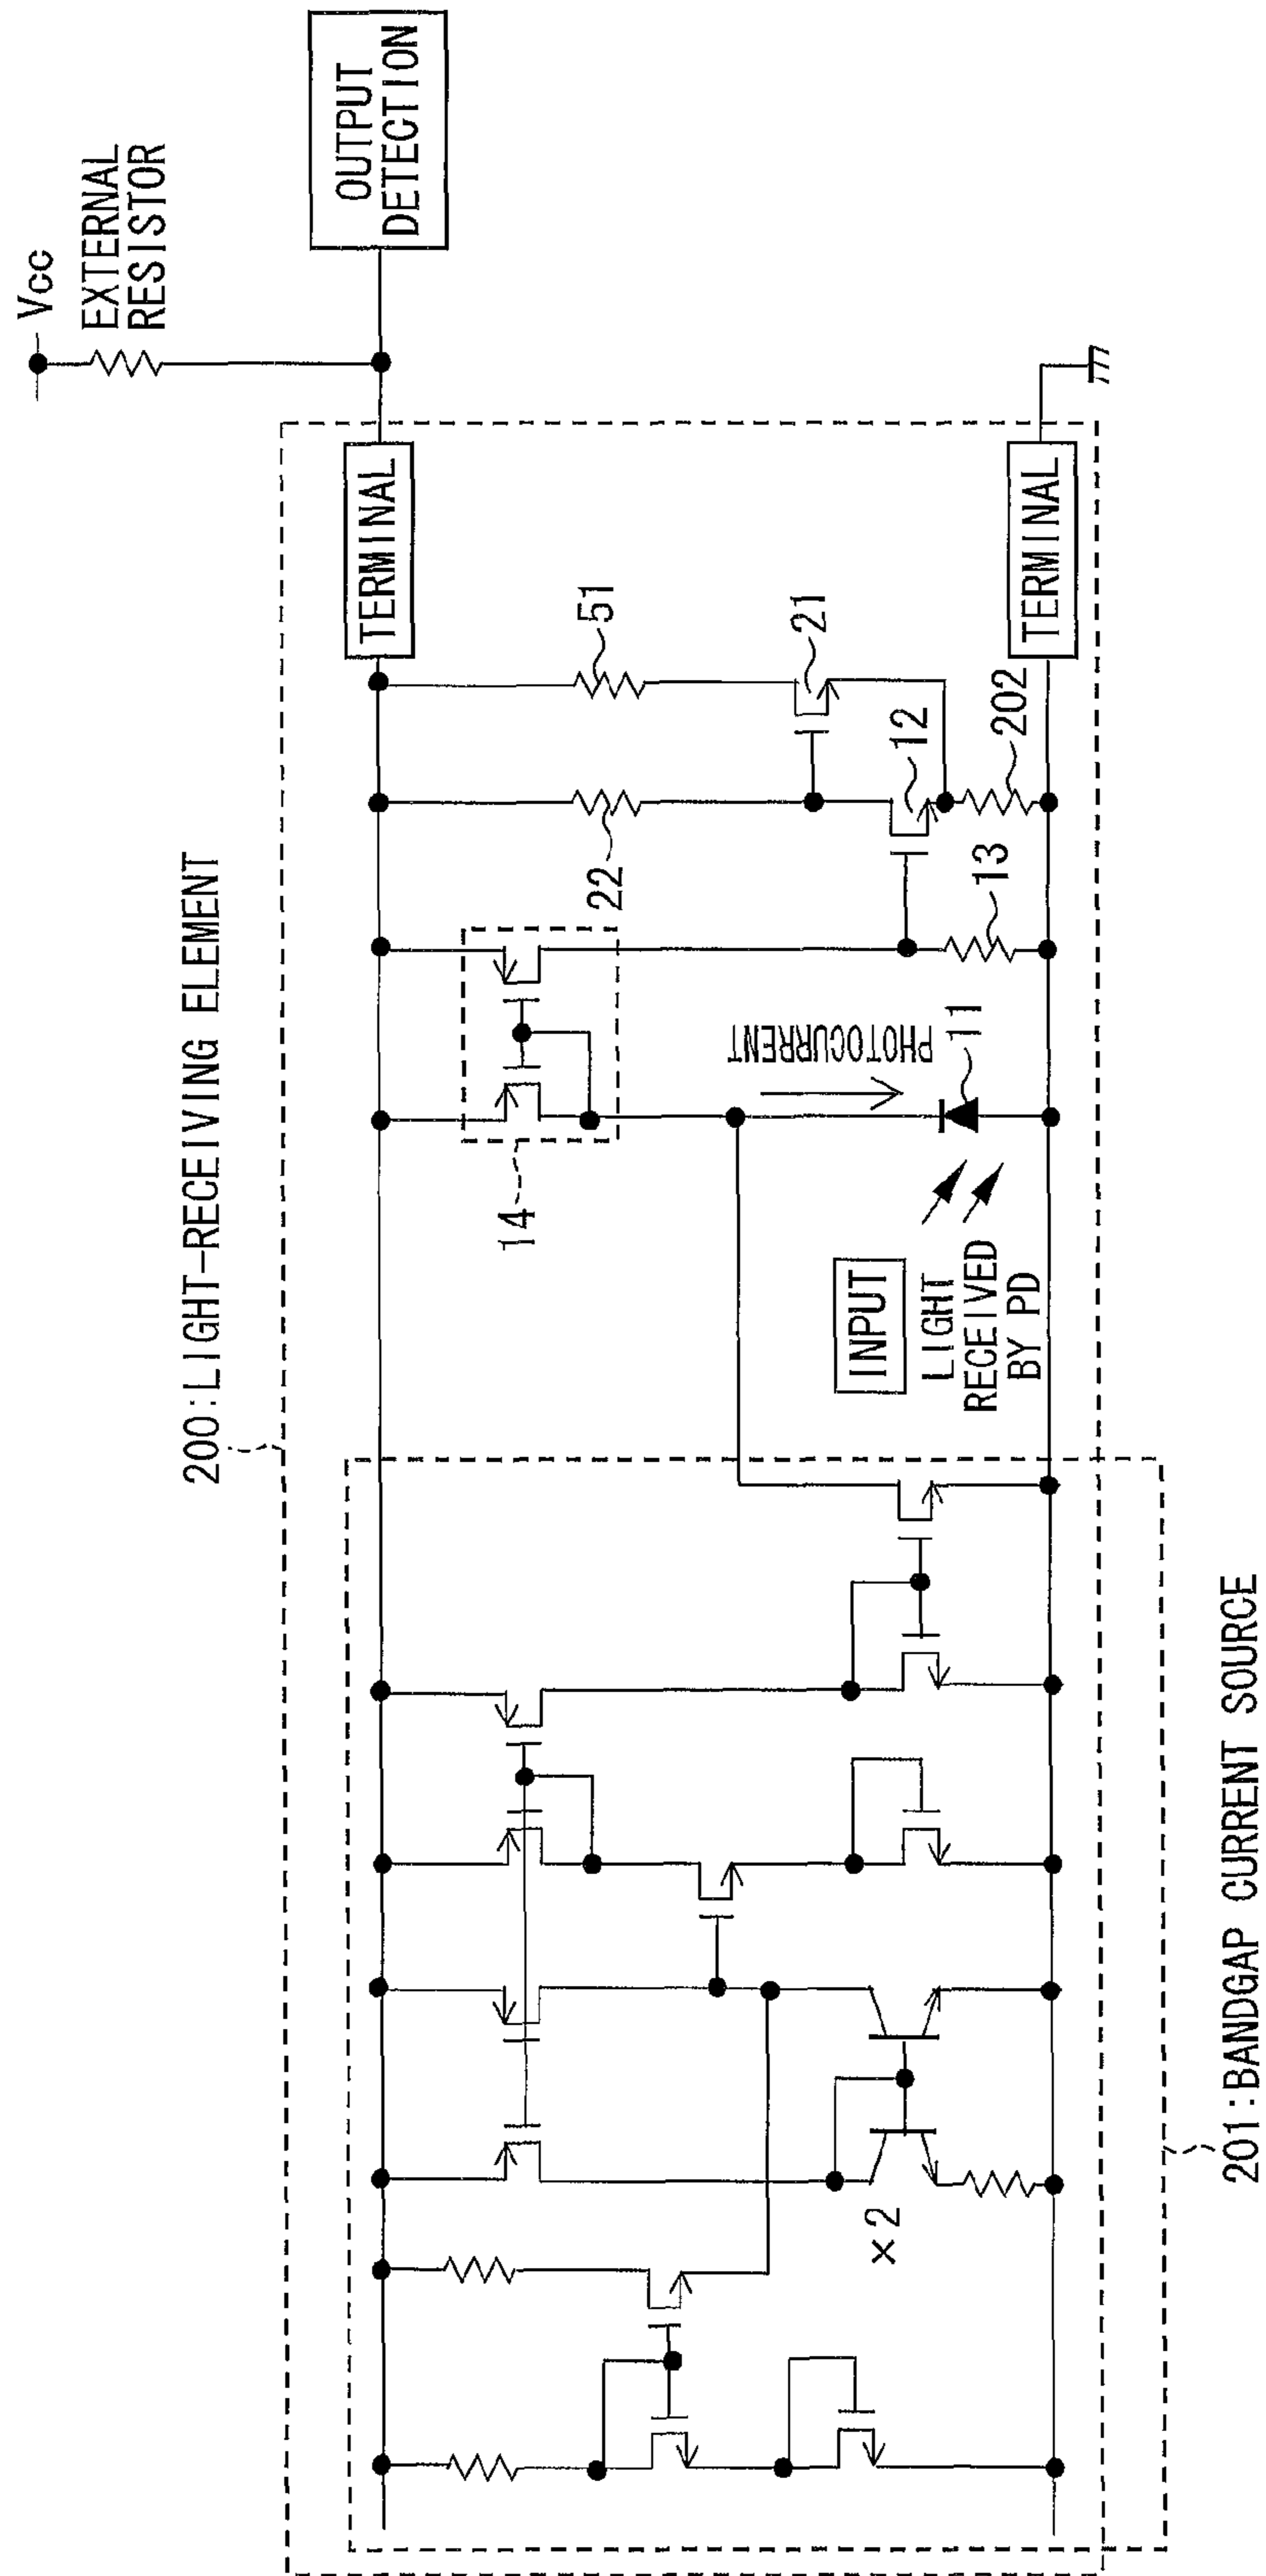 200:LIGHT-RECEIVING ELEMENT
Vcc
EXTERNAL
RESISTOR
OUTPUT
DETECTION
TERMINAL
14
22
51
21
12
PHOTOCURRENT
11
13
202
INPUT
LIGHT
RECEIVED
BY PD
TERMINAL
×2
201:BANDGAP CURRENT SOURCE